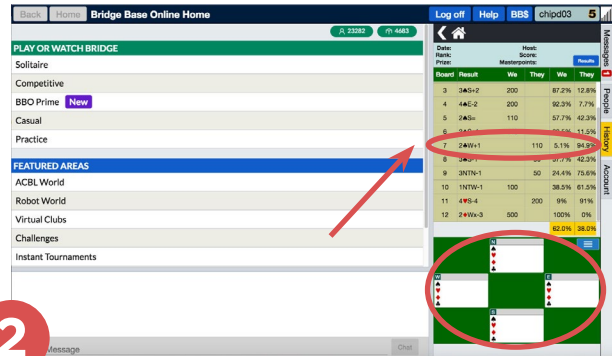 Back Home Bridge Base Online Home Log off Help BB$ chipd03 5
23282 4683
PLAY OR WATCH BRIDGE
Solitaire
Competitive
BBO Prime New
Casual
Practice
FEATURED AREAS
ACBL World
Robot World
Virtual Clubs
Challenges
Instant Tournaments
Message Chat
Date: Host:
Rank: Score:
Prize: Masterpoints: Results
Board Result We They We They
3 3♠S+2 200 87.2% 12.8%
4 4♠E-2 200 92.3% 7.7%
5 2♠S= 110 57.7% 42.3%
6 11.5%
7 2♣W+1 110 5.1% 94.9%
8 50 57.7% 42.3%
9 3NTN-1 50 24.4% 75.6%
10 1NTW-1 100 38.5% 61.5%
11 4♥S-4 200 9% 91%
12 2♦Wx-3 500 100% 0%
62.0% 38.0%
N
♠
♥
♦
♣
W E
♠ ♠
♥ ♥
♦ ♦
♣ ♣
S
♠
♥
♦
♣
Messages
People
History
Account
2